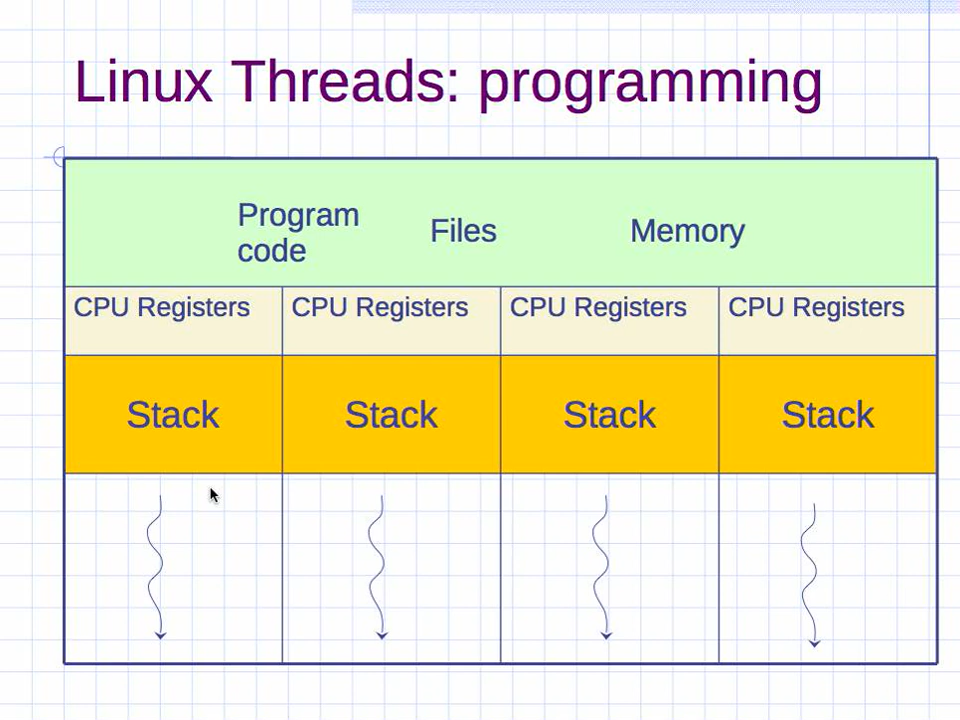 Linux Threads: programming
Program
code
Files
Memory
CPU Registers
CPU Registers
CPU Registers
CPU Registers
Stack
Stack
Stack
Stack